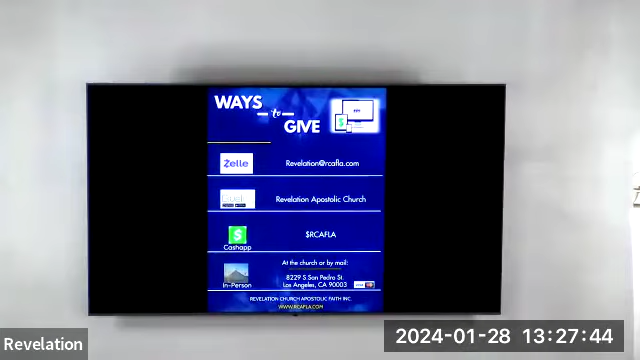 WAYS
to
GIVE
Zelle
Revelation@rcafla.com
Revelation Apostolic Church
$
$RCAFLA
Cashapp
At the church or by mail:
8229 S San Pedro St.
Los Angeles, CA 90003
In-Person
REVELATION CHURCH APOSTOLIC FAITH INC.
WWW.RCAFLA.COM
Revelation
2024-01-28 13:27:44